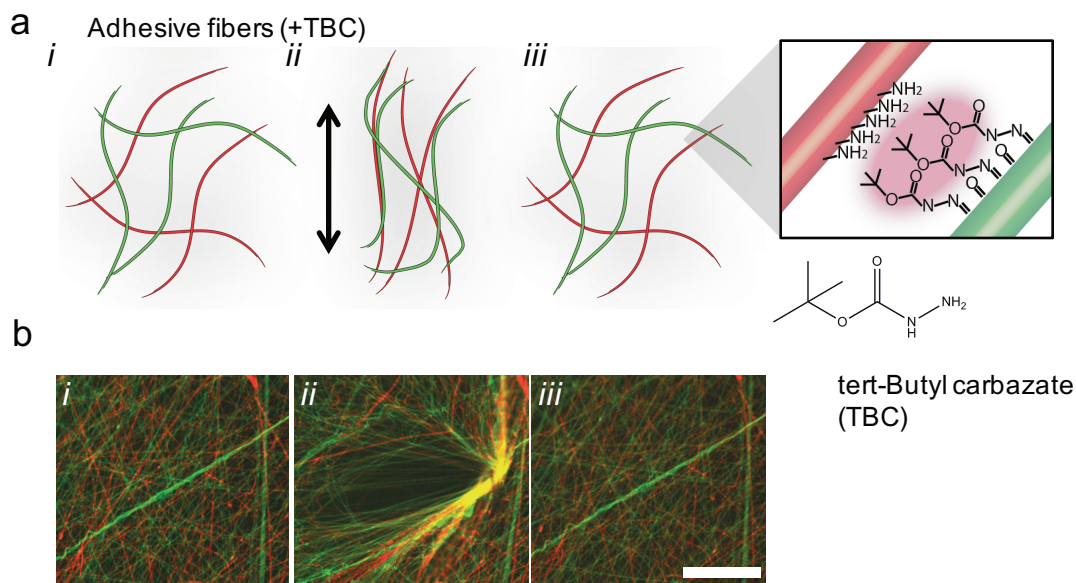 a
Adhesive fibers (+TBC)
i
ii
iii
NH2
NH2
NH2
NH2
NH2
O
O
N-N
O
O
O
N-N
O
O
O
N-N
O
O
NH2
O
N
H
tert-Butyl carbazate
(TBC)
b
i
ii
iii